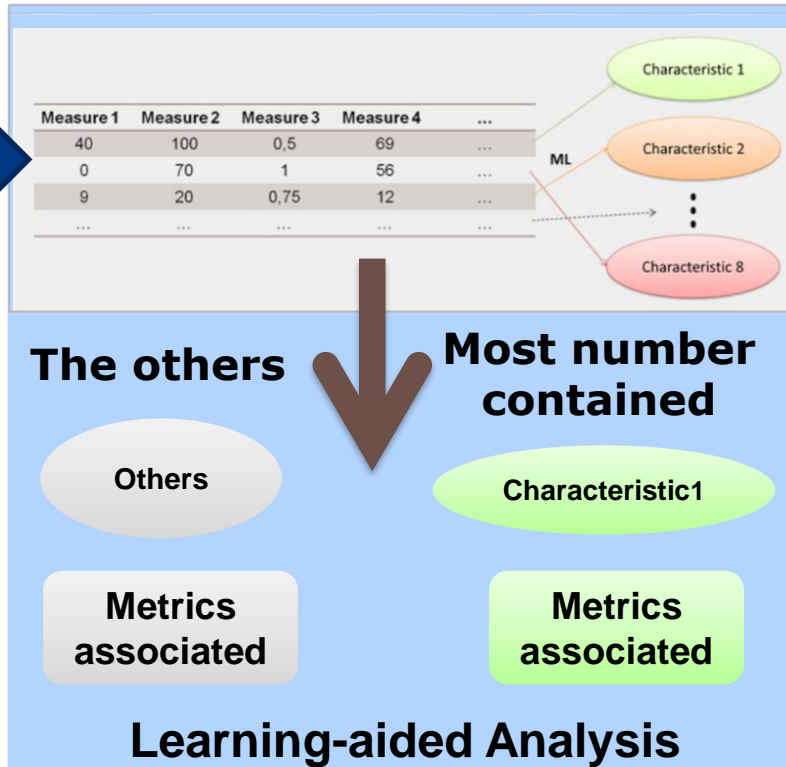 Measure 1 Measure 2 Measure 3 Measure 4 ...
40 100 0,5 69 ...
0 70 1 56 ...
9 20 0,75 12 ...
... ... ... ... ...
ML
Characteristic 1
Characteristic 2
Characteristic 8
The others
Most number
contained
Others
Characteristic1
Metrics
associated
Metrics
associated
Learning-aided Analysis